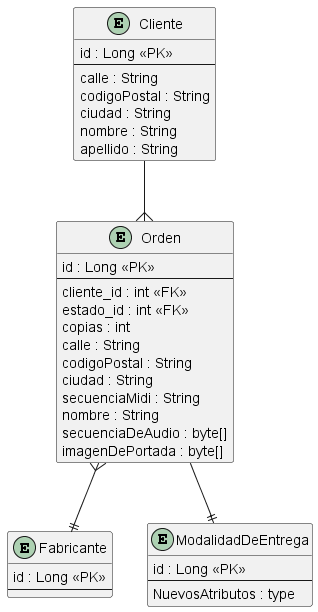 E Cliente
id : Long «PK»
calle : String
codigoPostal : String
ciudad : String
nombre : String
apellido : String
E Orden
id : Long «PK»
cliente_id : int «FK»
estado_id : int «FK»
copias : int
calle : String
codigoPostal : String
ciudad : String
secuenciaMidi : String
nombre : String
secuenciaDeAudio : byte[]
imagenDePortada : byte[]
E Fabricante
id : Long «PK»
E ModalidadDeEntrega
id : Long «PK»
NuevosAtributos : type